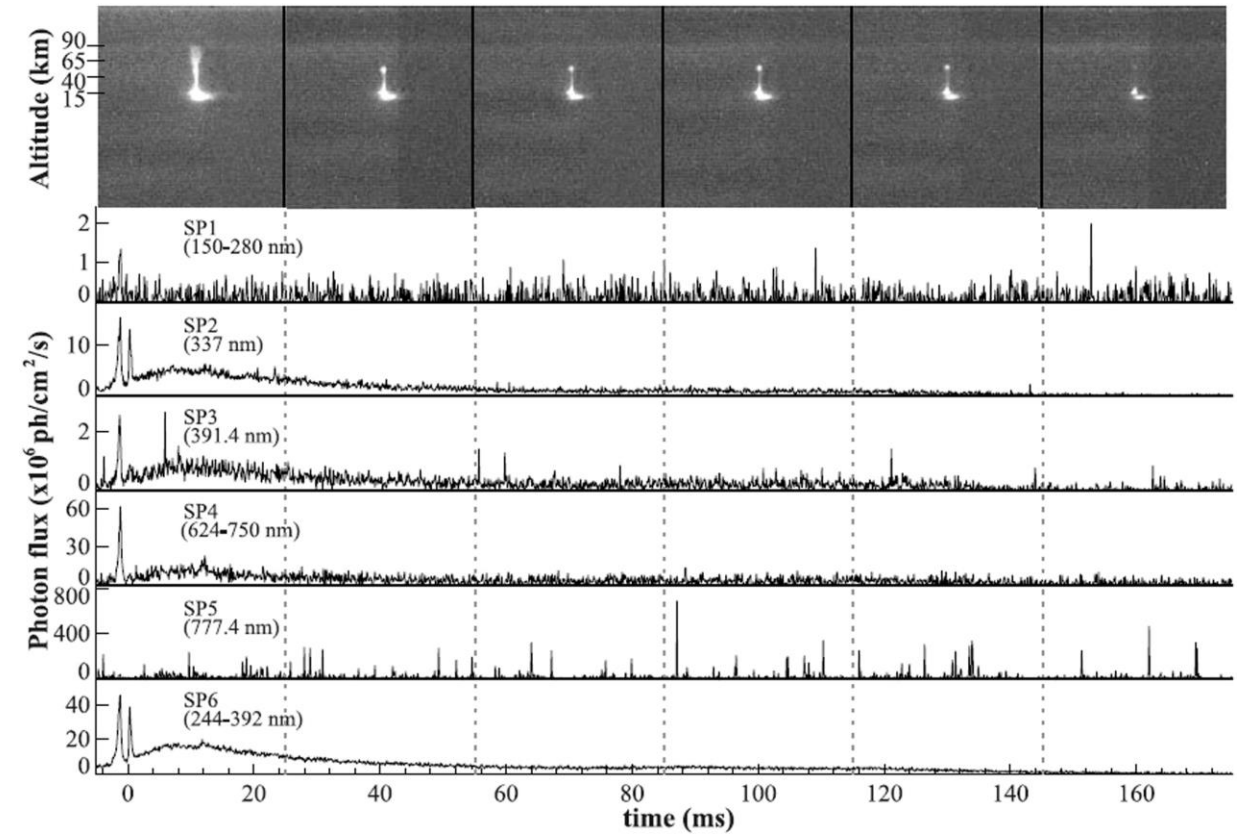 Altitude (km)
90
65
40
15
Photon flux (x10⁶ ph/cm²/s)
2
1
0
SP1
(150-280 nm)
10
0
SP2
(337 nm)
2
0
SP3
(391.4 nm)
60
30
0
SP4
(624-750 nm)
800
400
0
SP5
(777.4 nm)
40
20
0
SP6
(244-392 nm)
0 20 40 60 80 100 120 140 160
time (ms)